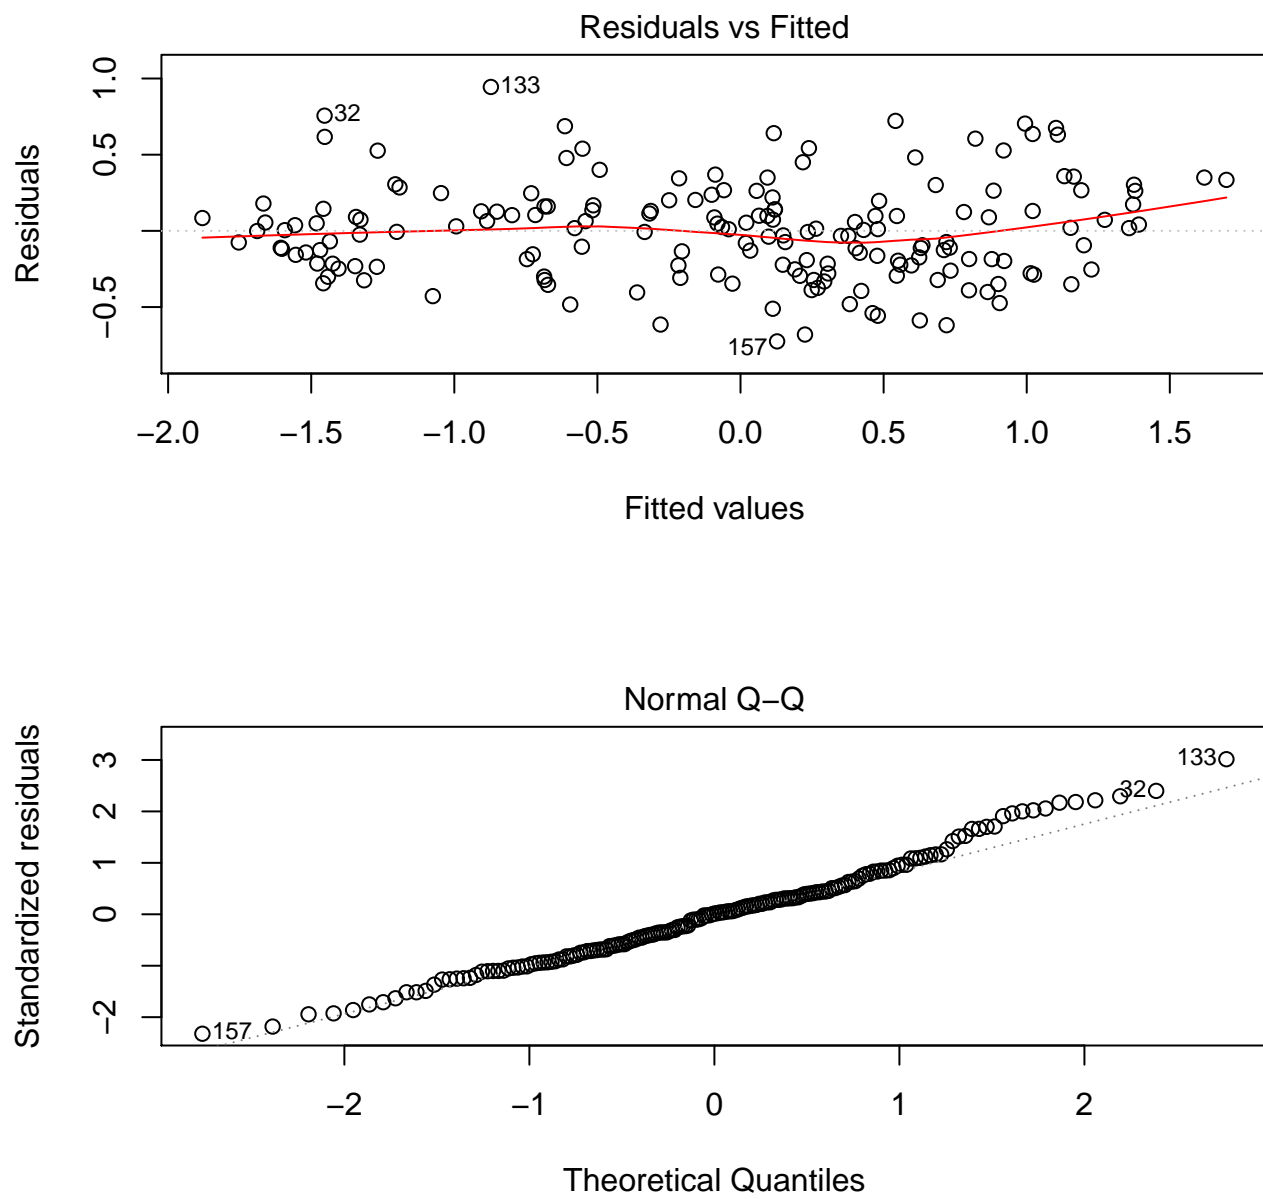 Residuals vs Fitted
Residuals
1.0
0.5
−0.5
133
32
157
−2.0 −1.5 −1.0 −0.5 0.0 0.5 1.0 1.5
Fitted values
Normal Q−Q
Standardized residuals
3
2
1
0
−2
133
32
157
−2 −1 0 1 2
Theoretical Quantiles